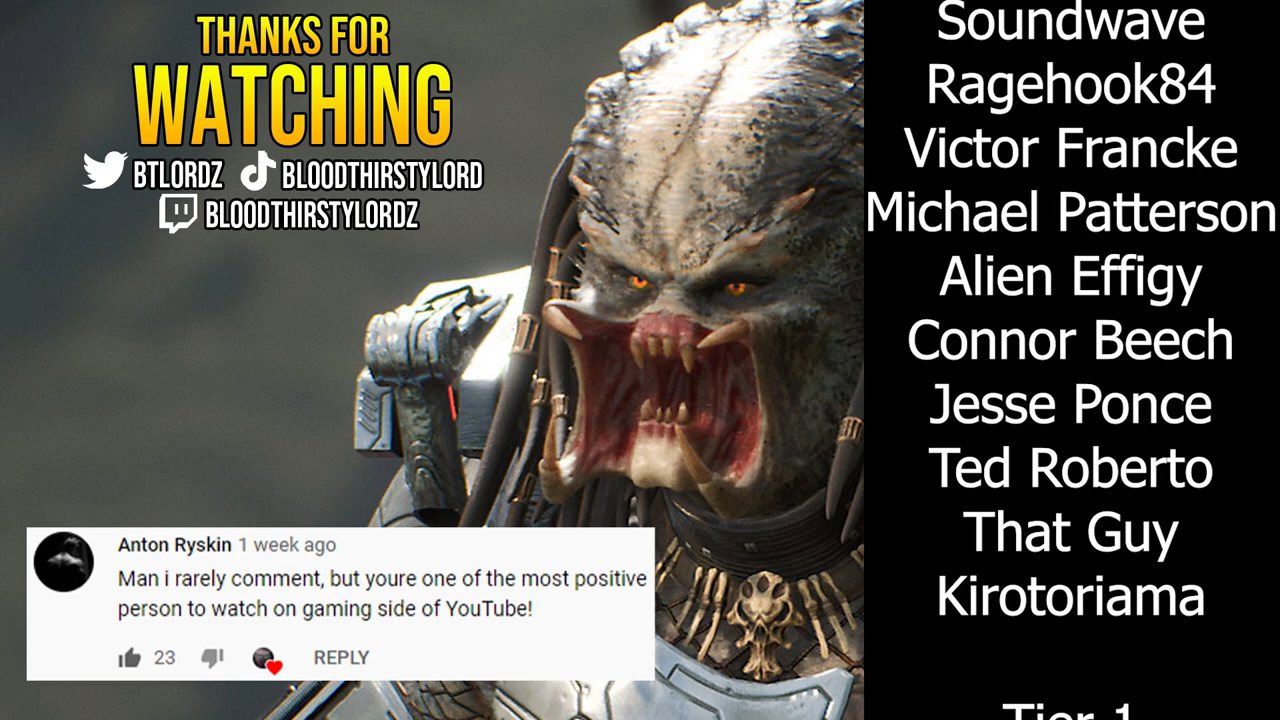 THANKS FOR
WATCHING
BTLORDZ BLOODTHIRSTYLORD
BLOODTHIRSTYLORDZ
Anton Ryskin 1 week ago
Man i rarely comment, but youre one of the most positive
person to watch on gaming side of YouTube!
23 REPLY
Soundwave
Ragehook84
Victor Francke
Michael Patterson
Alien Effigy
Connor Beech
Jesse Ponce
Ted Roberto
That Guy
Kirotoriama
Tier 1